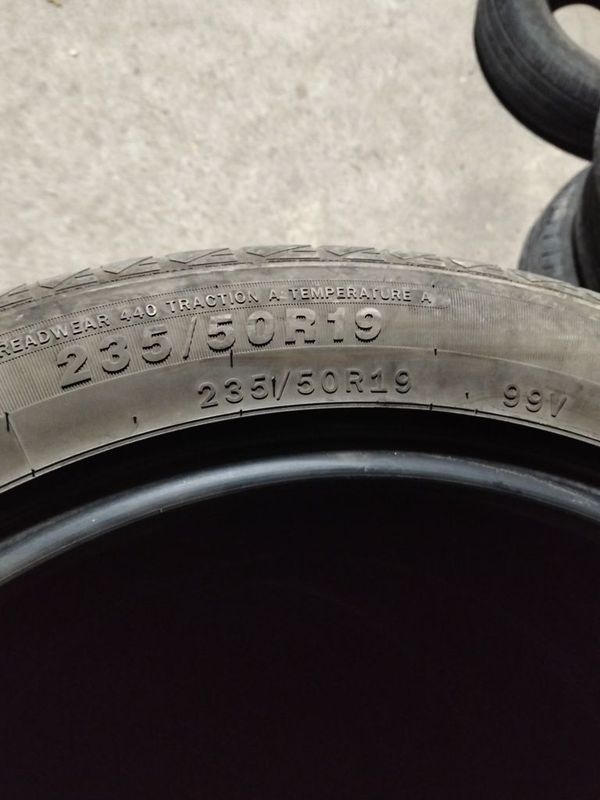 READWEAR 440 TRACTION A TEMPERATURE A
235/50R19
235/50R19 99V